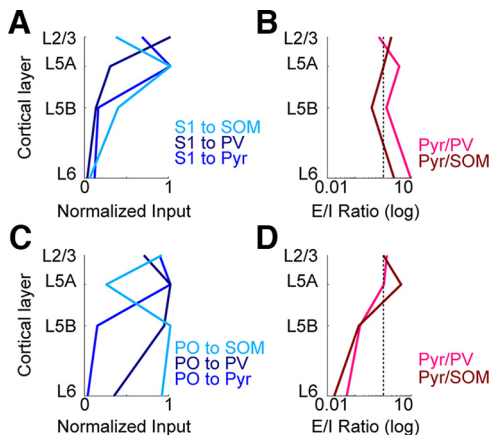 A
Cortical layer
L2/3
L5A
L5B
L6
S1 to SOM
S1 to PV
S1 to Pyr
0
1
Normalized Input
B
L2/3
L5A
L5B
L6
Pyr/PV
Pyr/SOM
0.01
10
E/I Ratio (log)
C
Cortical layer
L2/3
L5A
L5B
L6
PO to SOM
PO to PV
PO to Pyr
0
1
Normalized Input
D
L2/3
L5A
L5B
L6
Pyr/PV
Pyr/SOM
0.01
10
E/I Ratio (log)